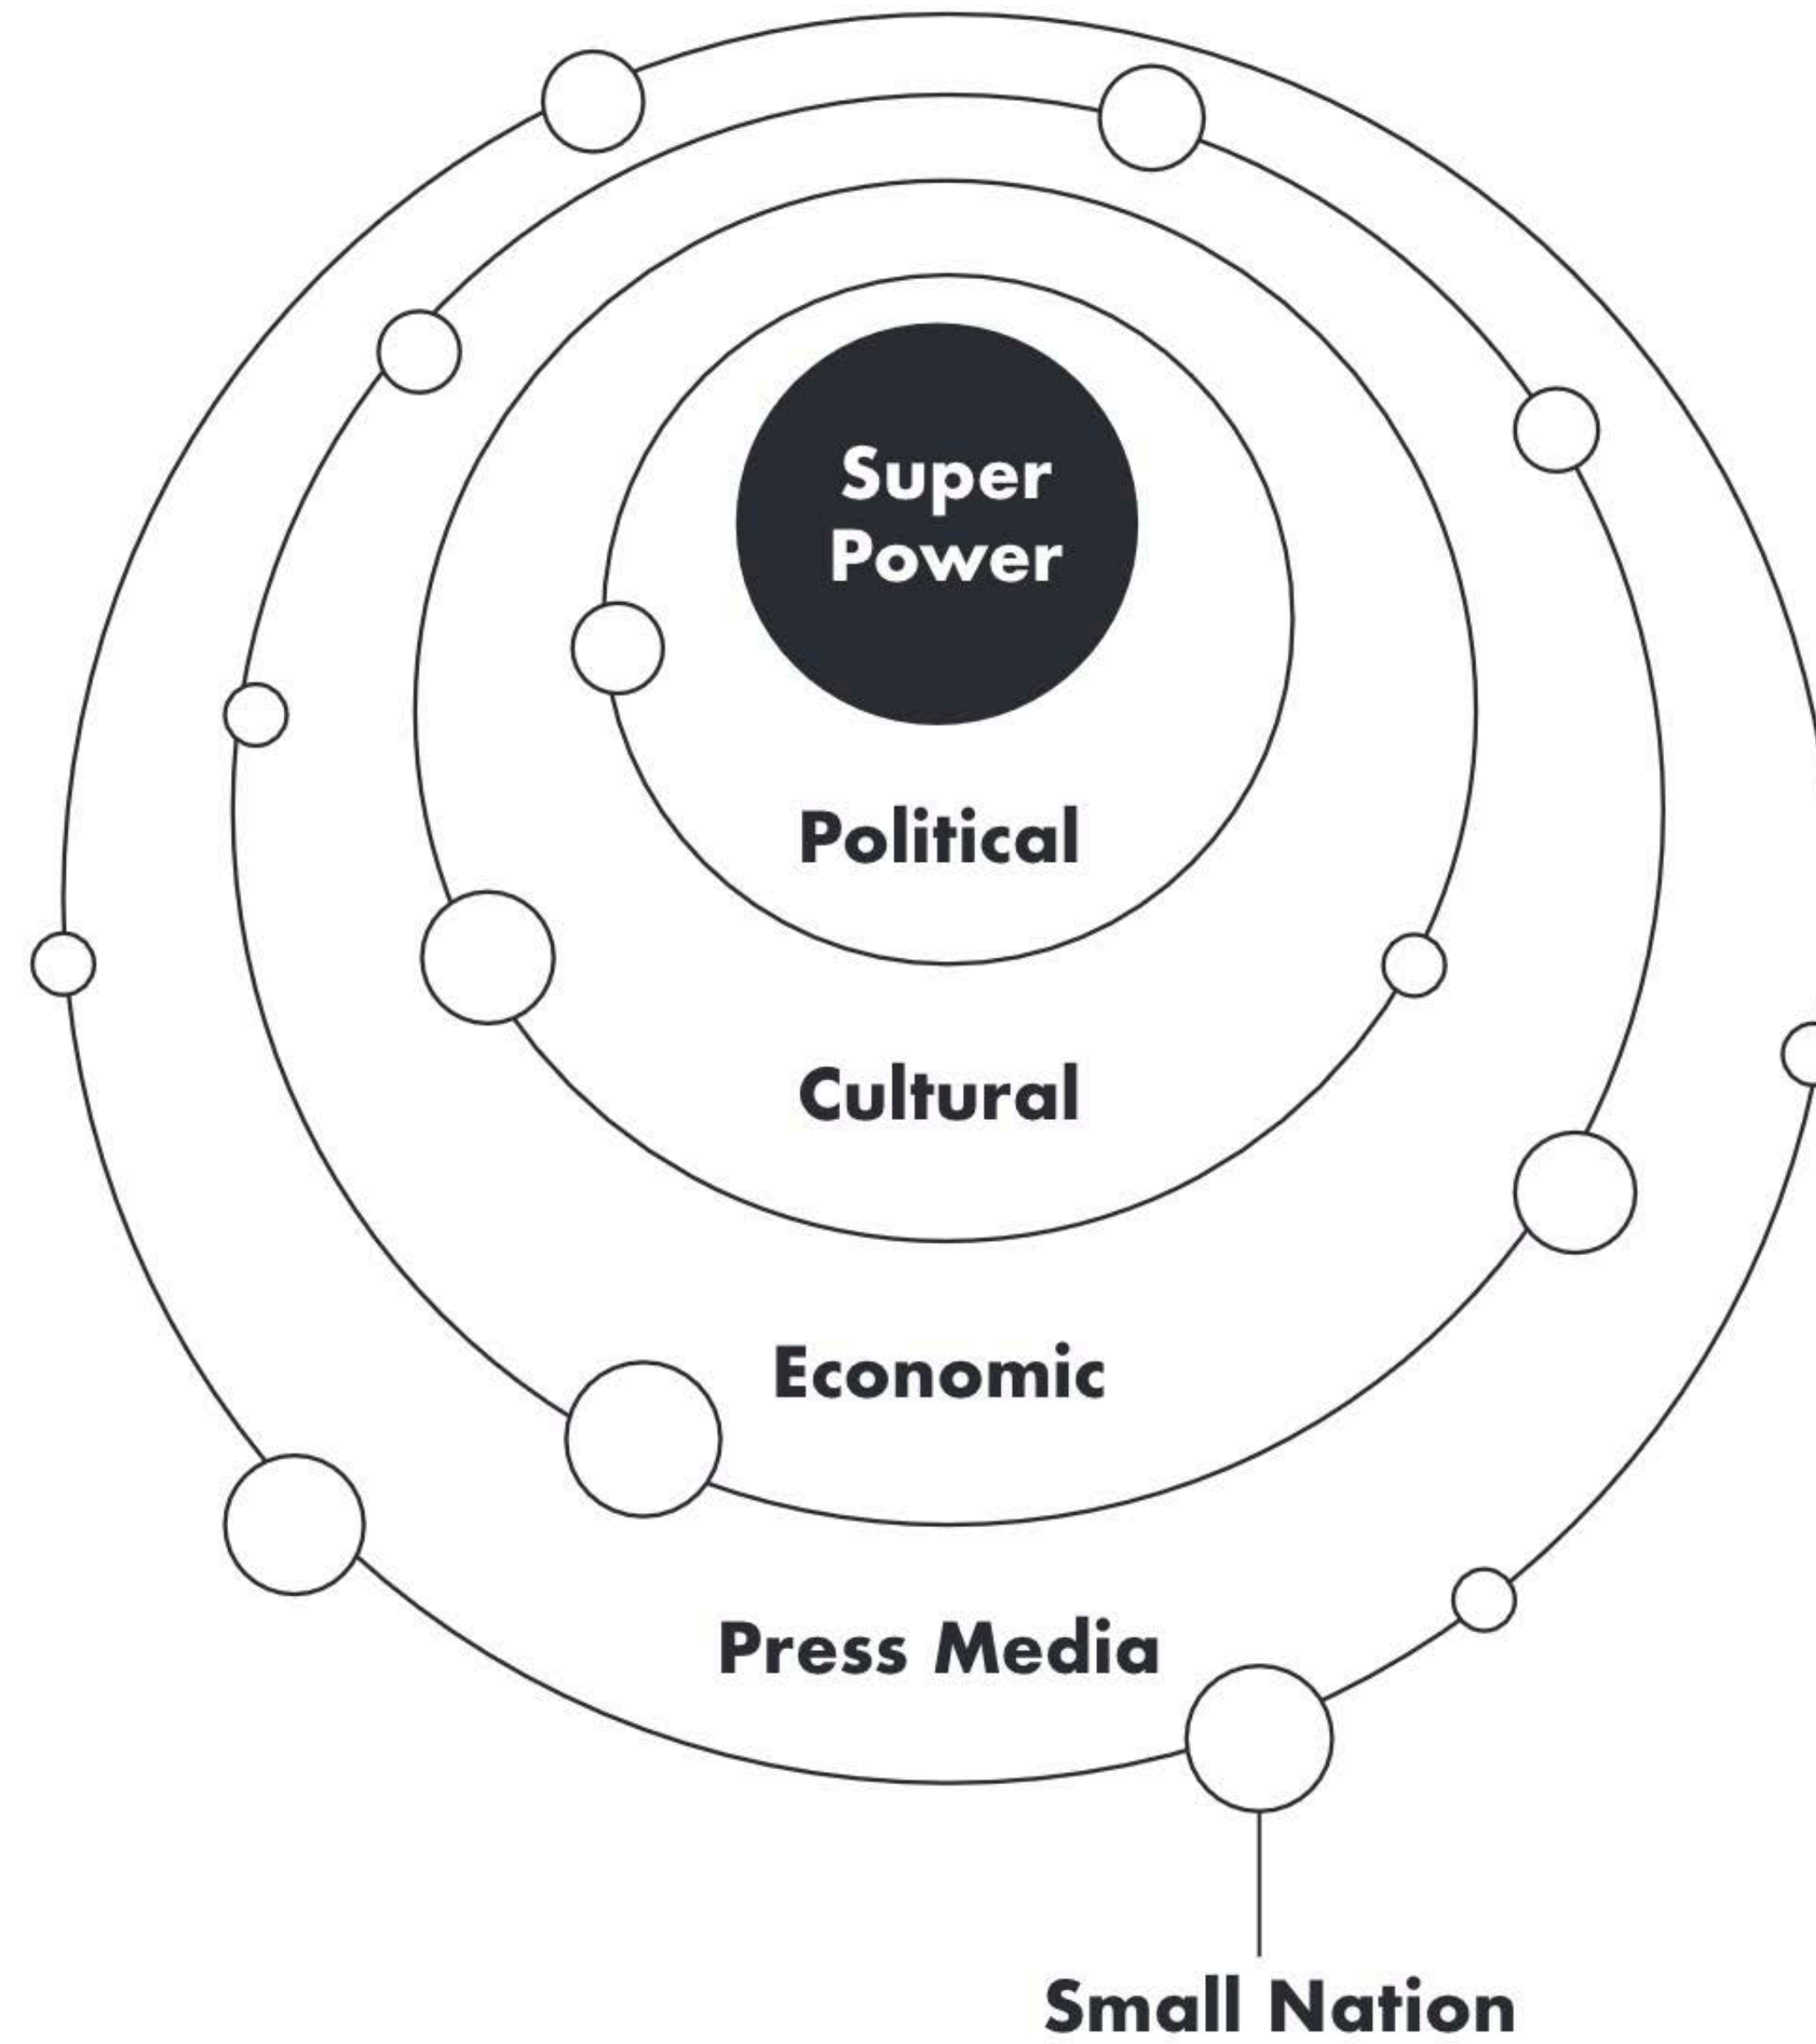 Super
Power
Political
Cultural
Economic
Press Media
Small Nation